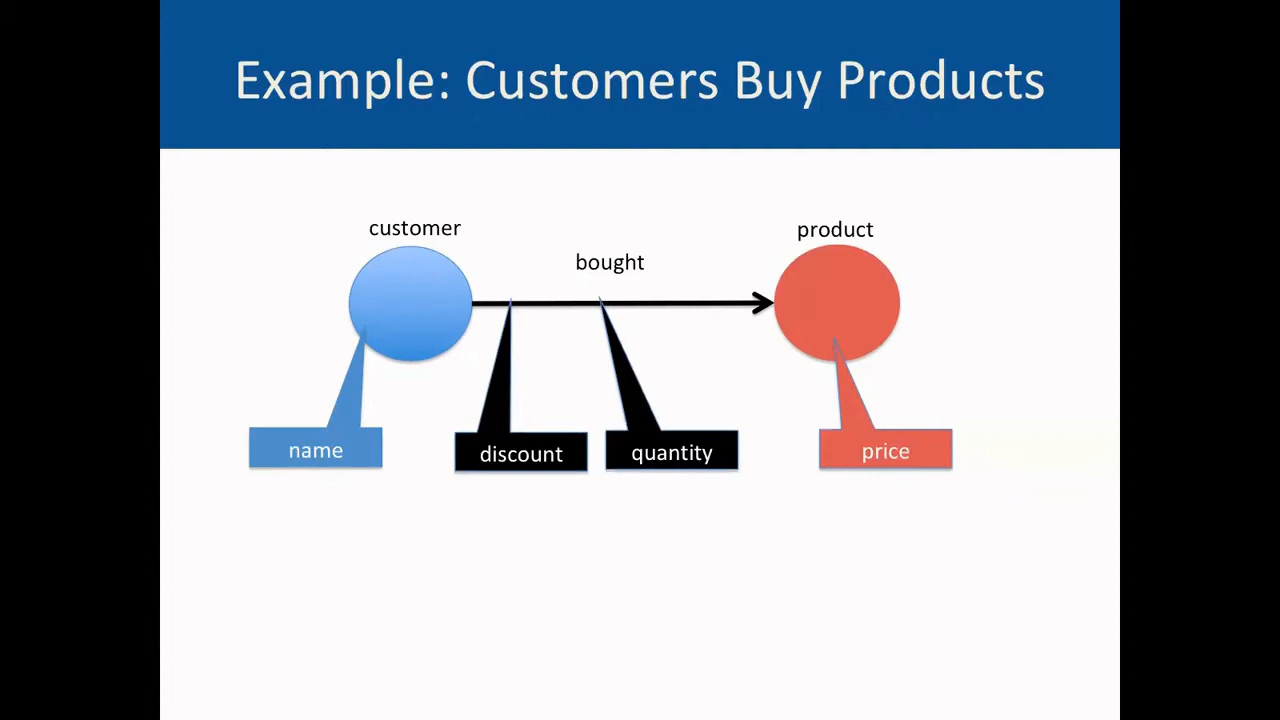 Example: Customers Buy Products
customer
product
bought
name
discount
quantity
price